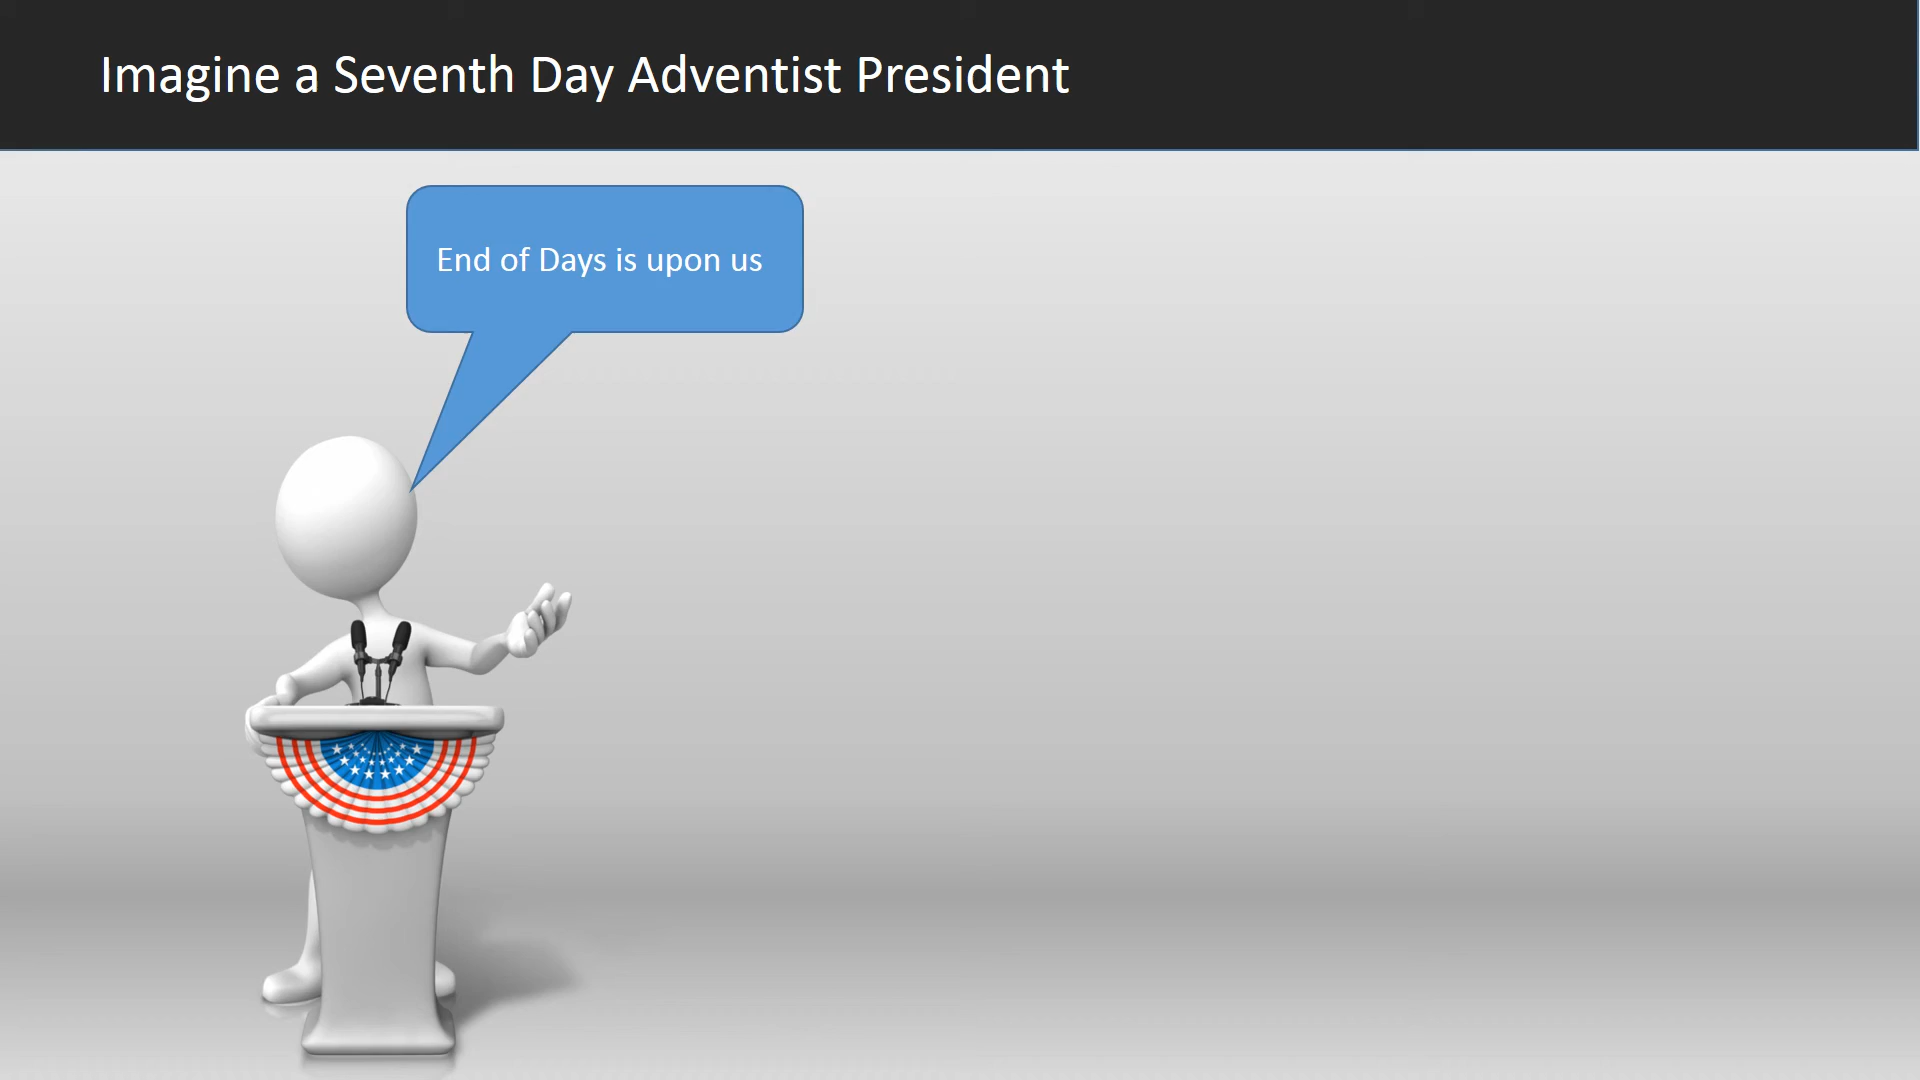 Imagine a Seventh Day Adventist President
End of Days is upon us